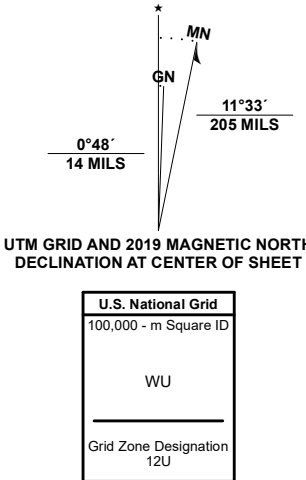 MN
GN
11°33´
205 MILS
0°48´
14 MILS
UTM GRID AND 2019 MAGNETIC NORTH
DECLINATION AT CENTER OF SHEET
U.S. National Grid
100,000 - m Square ID
WU
Grid Zone Designation
12U